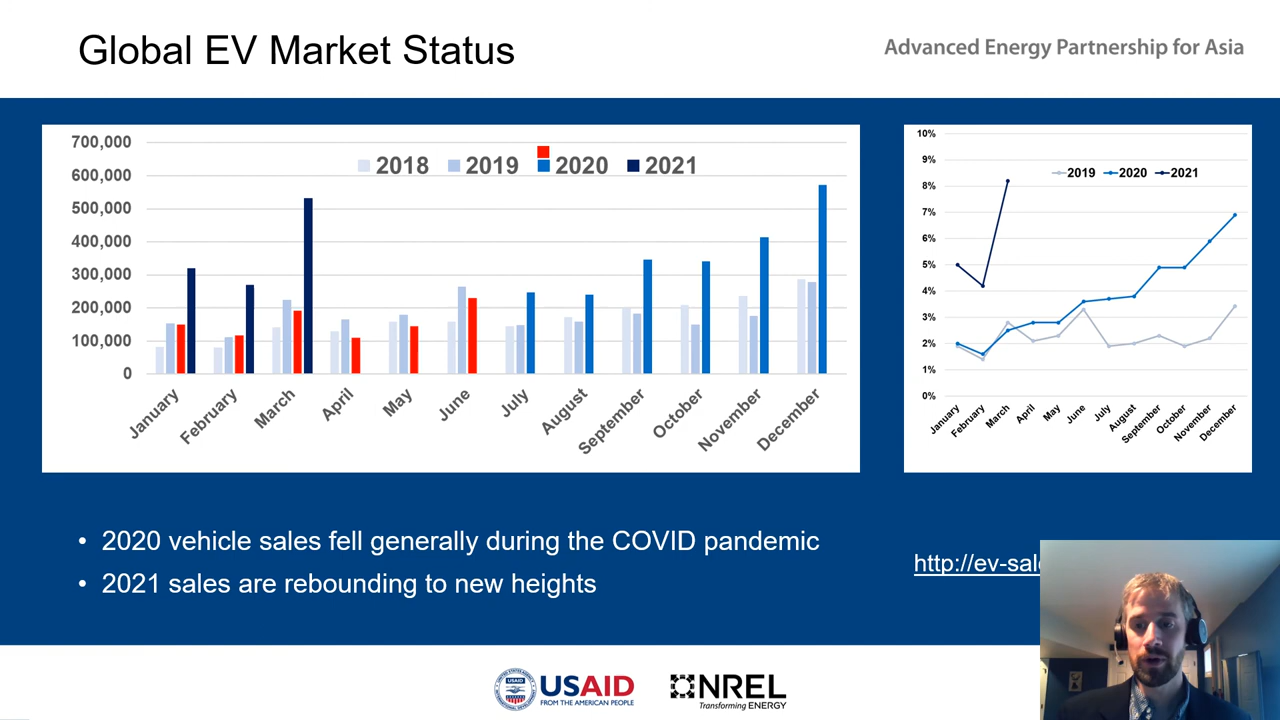 Global EV Market Status
Advanced Energy Partnership for Asia
700,000
600,000
500,000
400,000
300,000
200,000
100,000
0
2018 2019 2020 2021
January February March April May June July August September October November December
10%
9%
8%
7%
6%
5%
4%
3%
2%
1%
0%
2019 2020 2021
January February March April May June July August September October November December
• 2020 vehicle sales fell generally during the COVID pandemic
• 2021 sales are rebounding to new heights
http://ev-sal
USAID
FROM THE AMERICAN PEOPLE
NREL
Transforming ENERGY